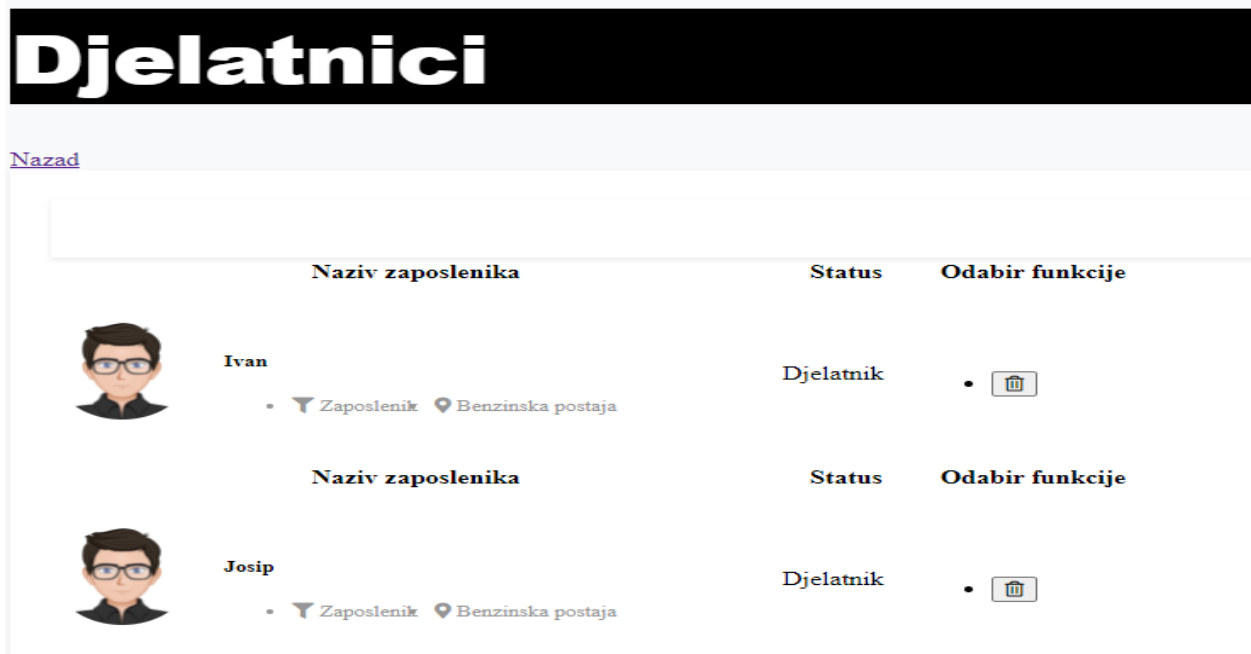 Djelatnici
Nazad
Naziv zaposlenika Status Odabir funkcije
Ivan
Djelatnik
Zaposlenik Benzinska postaja
Naziv zaposlenika Status Odabir funkcije
Josip
Djelatnik
Zaposlenik Benzinska postaja